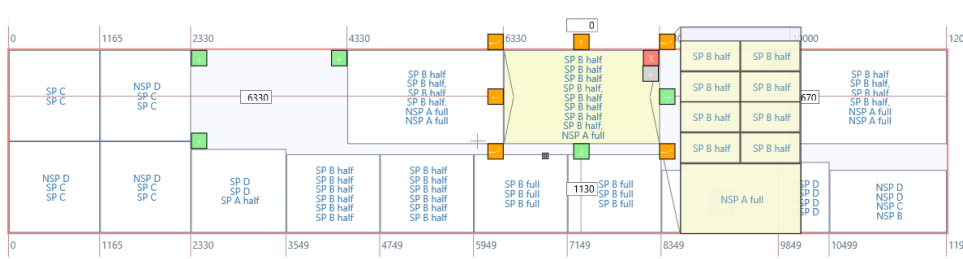 0
0
1165
2330
4330
6330
10000
120
SP C
SP C
NSP D
SP C
SP C
6330
SP B half
SP B half,
SP B half
SP B half,
NSP A full
SP B half
SP B half
SP B half
SP B half
SP B half
SP B half
SP B half
SP B half,
NSP A full
X
SP B half
SP B half
SP B half
SP B half
SP B half
SP B half
SP B half
SP B half
670
SP B half
SP B half,
SP B half
SP B half,
NSP A full
NSP D
SP C
SP C
NSP D
SP C
SP C
SP D
SP D
SP A half
SP B half
SP B half
SP B half
SP B half
SP B half
SP B half
SP B half
SP B half
SP B half
SP B half
SP B half
SP B half
SP B full
SP B full
SP B full
1130
SP B full
SP B full
SP B full
NSP A full
SP D
SP D
SP D
SP D
NSP D
NSP D
NSP C
NSP B
0
1165
2330
3549
4749
5949
7149
8349
9849
10499
119